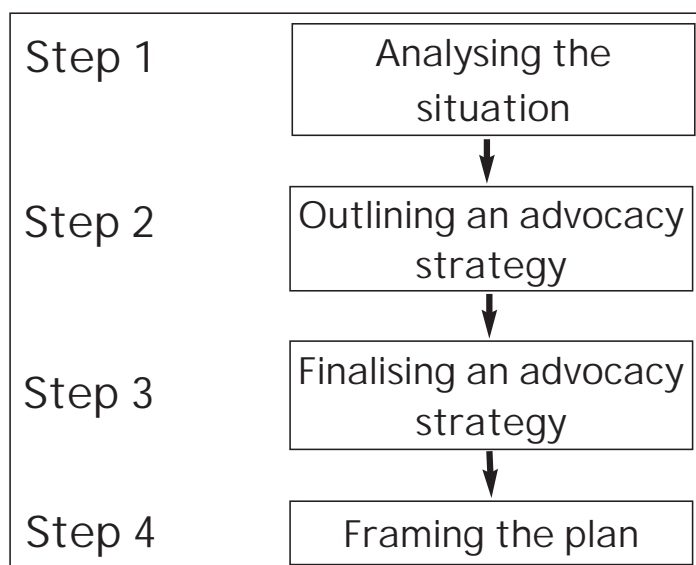 Step 1
Analysing the
situation
Step 2
Outlining an advocacy
strategy
Step 3
Finalising an advocacy
strategy
Step 4
Framing the plan